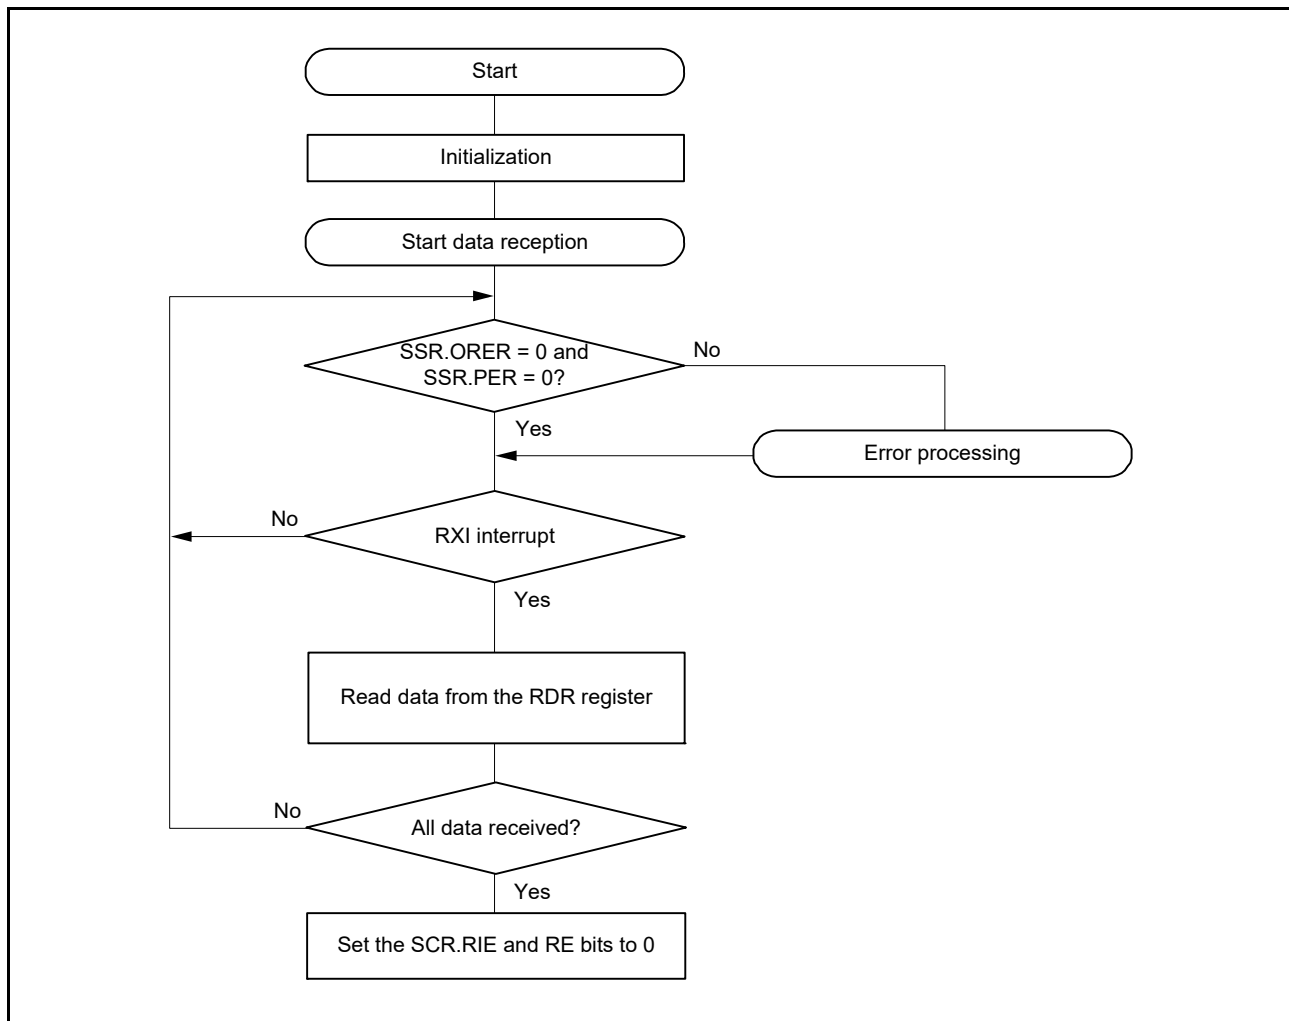 Start
Initialization
Start data reception
SSR.ORER = 0 and
SSR.PER = 0?
No
Yes
Error processing
No
RXI interrupt
Yes
Read data from the RDR register
No
All data received?
Yes
Set the SCR.RIE and RE bits to 0